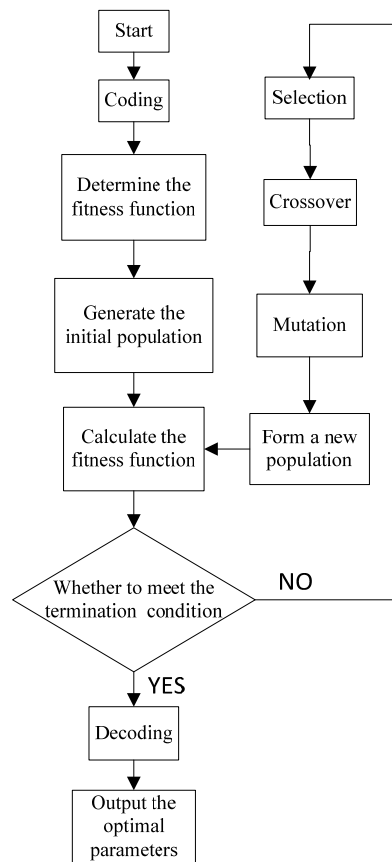 Start
Coding
Determine the
fitness function
Generate the
initial population
Calculate the
fitness function
Whether to meet the
termination condition
YES
Decoding
Output the
optimal
parameters
NO
Selection
Crossover
Mutation
Form a new
population